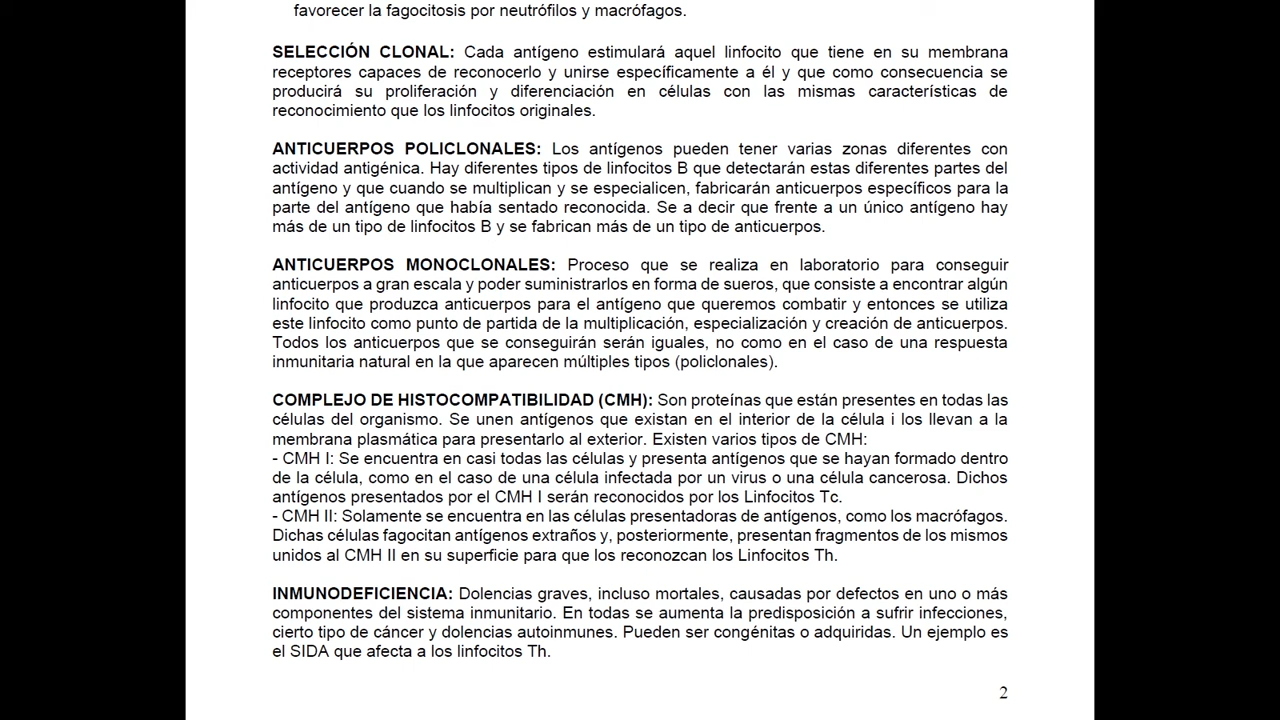 favorecer la fagocitosis por neutrófilos y macrófagos.
SELECCIÓN CLONAL: Cada antígeno estimulará aquel linfocito que tiene en su membrana
receptores capaces de reconocerlo y unirse específicamente a él y que como consecuencia se
producirá su proliferación y diferenciación en células con las mismas características de
reconocimiento que los linfocitos originales.
ANTICUERPOS POLICLONALES: Los antígenos pueden tener varias zonas diferentes con
actividad antigénica. Hay diferentes tipos de linfocitos B que detectarán estas diferentes partes del
antígeno y que cuando se multiplican y se especialicen, fabricarán anticuerpos específicos para la
parte del antígeno que había sentado reconocida. Se a decir que frente a un único antígeno hay
más de un tipo de linfocitos B y se fabrican más de un tipo de anticuerpos.
ANTICUERPOS MONOCLONALES: Proceso que se realiza en laboratorio para conseguir
anticuerpos a gran escala y poder suministrarlos en forma de sueros, que consiste a encontrar algún
linfocito que produzca anticuerpos para el antígeno que queremos combatir y entonces se utiliza
este linfocito como punto de partida de la multiplicación, especialización y creación de anticuerpos.
Todos los anticuerpos que se conseguirán serán iguales, no como en el caso de una respuesta
inmunitaria natural en la que aparecen múltiples tipos (policlonales).
COMPLEJO DE HISTOCOMPATIBILIDAD (CMH): Son proteínas que están presentes en todas las
células del organismo. Se unen antígenos que existan en el interior de la célula i los llevan a la
membrana plasmática para presentarlo al exterior. Existen varios tipos de CMH:
- CMH I: Se encuentra en casi todas las células y presenta antígenos que se hayan formado dentro
de la célula, como en el caso de una célula infectada por un virus o una célula cancerosa. Dichos
antígenos presentados por el CMH I serán reconocidos por los Linfocitos Tc.
- CMH II: Solamente se encuentra en las células presentadoras de antígenos, como los macrófagos.
Dichas células fagocitan antígenos extraños y, posteriormente, presentan fragmentos de los mismos
unidos al CMH II en su superficie para que los reconozcan los Linfocitos Th.
INMUNODEFICIENCIA: Dolencias graves, incluso mortales, causadas por defectos en uno o más
componentes del sistema inmunitario. En todas se aumenta la predisposición a sufrir infecciones,
cierto tipo de cáncer y dolencias autoinmunes. Pueden ser congénitas o adquiridas. Un ejemplo es
el SIDA que afecta a los linfocitos Th.
2